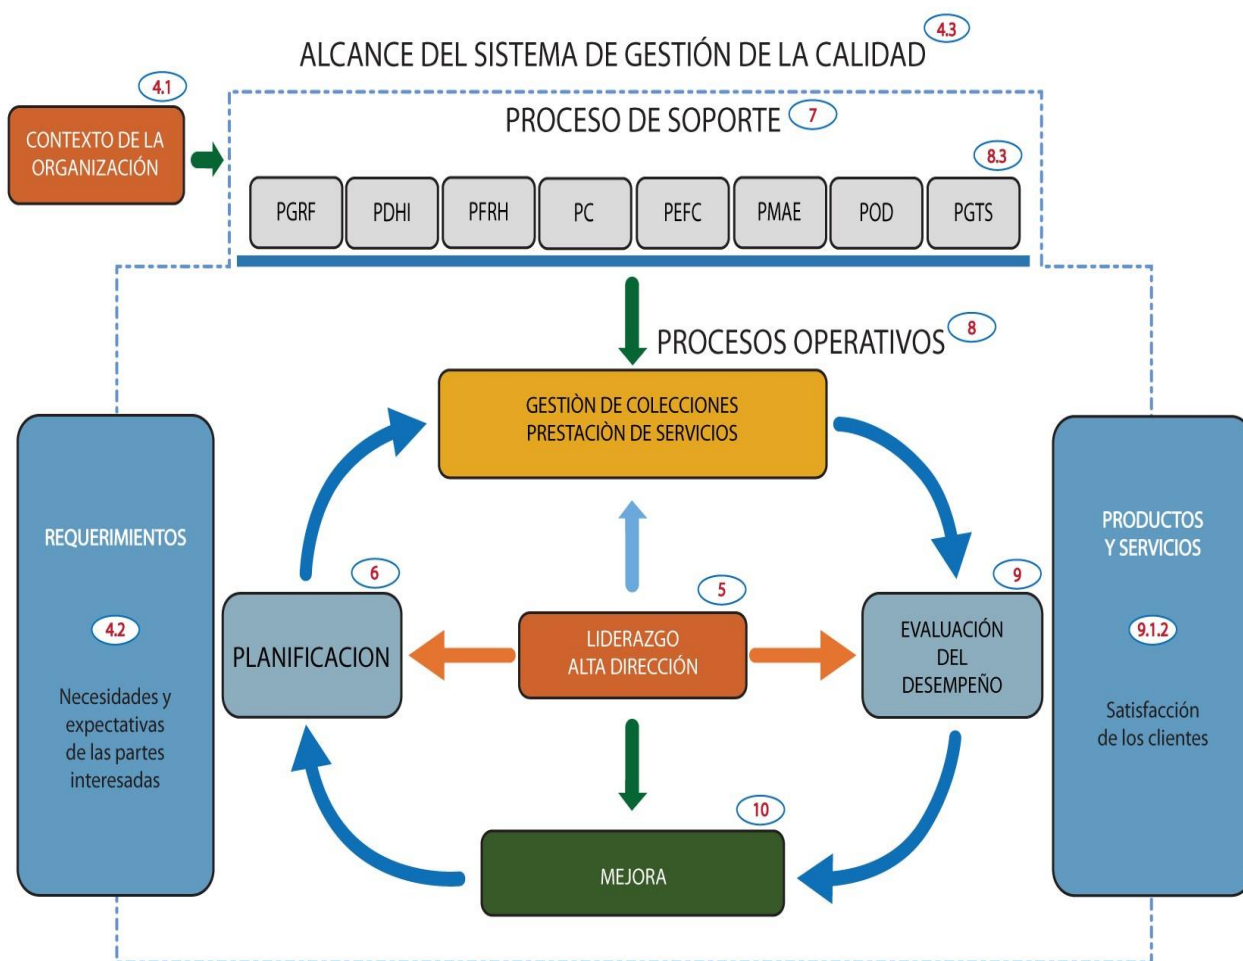 ALCANCE DEL SISTEMA DE GESTIÓN DE LA CALIDAD 4.3
4.1
CONTEXTO DE LA
ORGANIZACIÓN
PROCESO DE SOPORTE 7
8.3
PGRF PDHI PFRH PC PEFC PMAE POD PGTS
PROCESOS OPERATIVOS 8
GESTIÒN DE COLECCIONES
PRESTACIÒN DE SERVICIOS
REQUERIMIENTOS
4.2
Necesidades y
expectativas
de las partes
interesadas
6
PLANIFICACION
5
LIDERAZGO
ALTA DIRECCIÓN
9
EVALUACIÓN
DEL
DESEMPEÑO
PRODUCTOS
Y SERVICIOS
9.1.2
Satisfacción
de los clientes
10
MEJORA